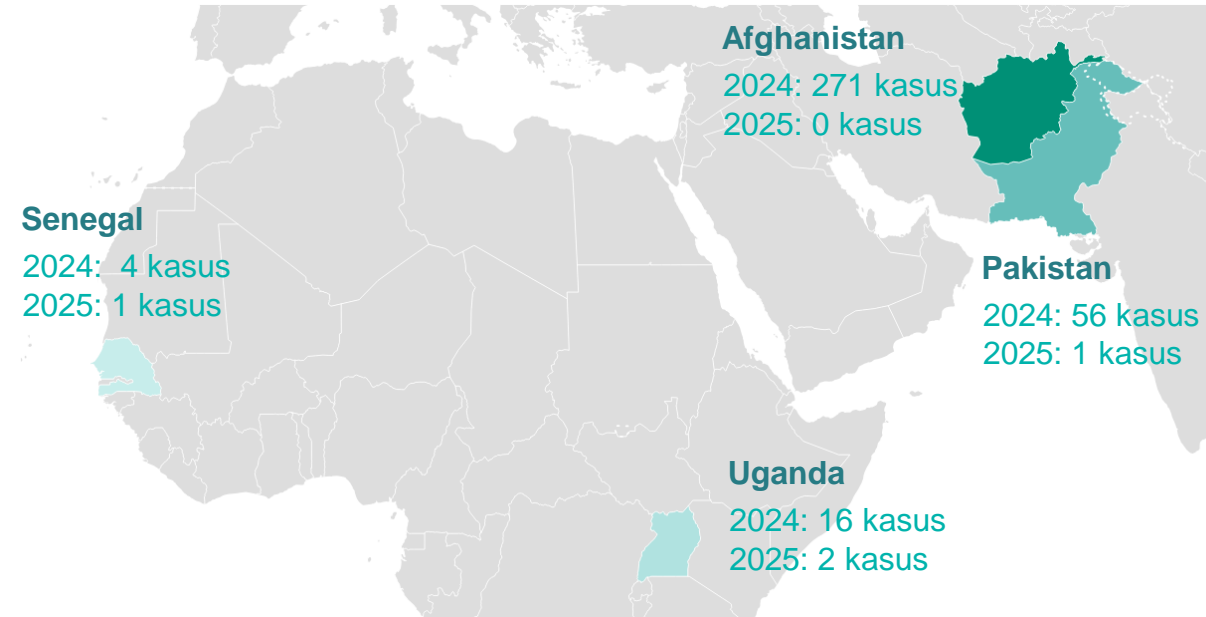 Afghanistan
2024: 271 kasus
2025: 0 kasus
Senegal
2024: 4 kasus
2025: 1 kasus
Pakistan
2024: 56 kasus
2025: 1 kasus
Uganda
2024: 16 kasus
2025: 2 kasus